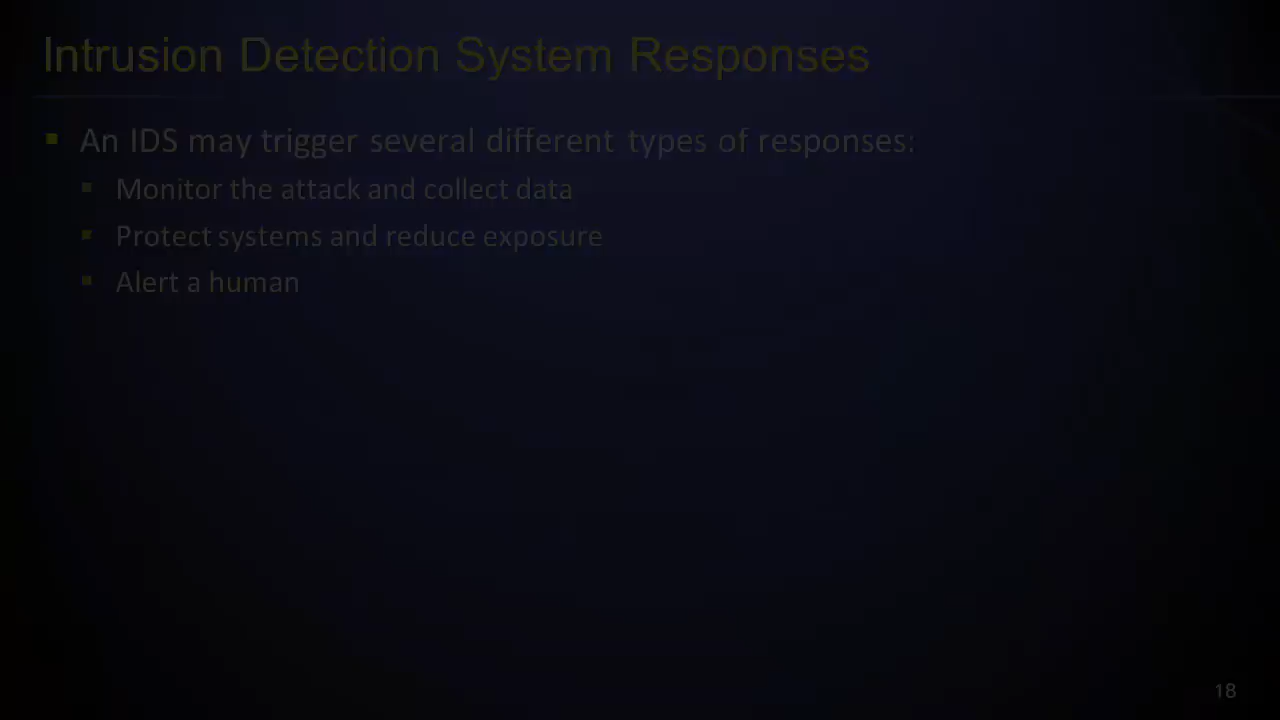 Intrusion Detection System Responses
An IDS may trigger several different types of responses:
Monitor the attack and collect data
Protect systems and reduce exposure
Alert a human
18